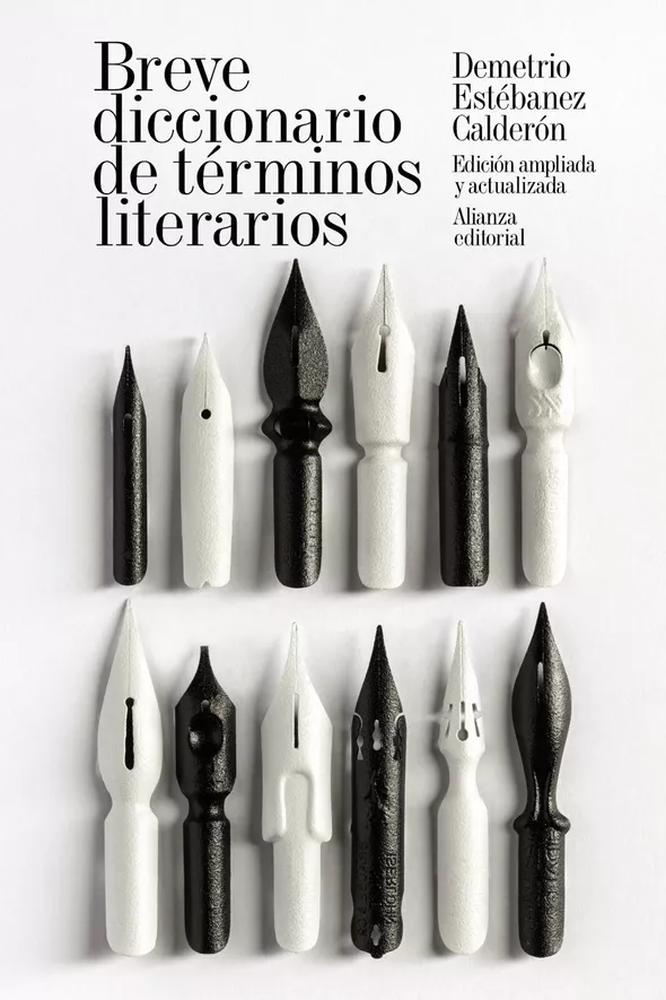 Breve
diccionario
de términos
literarios
Demetrio
Estébanez
Calderón
Edición ampliada
y actualizada
Alianza
editorial